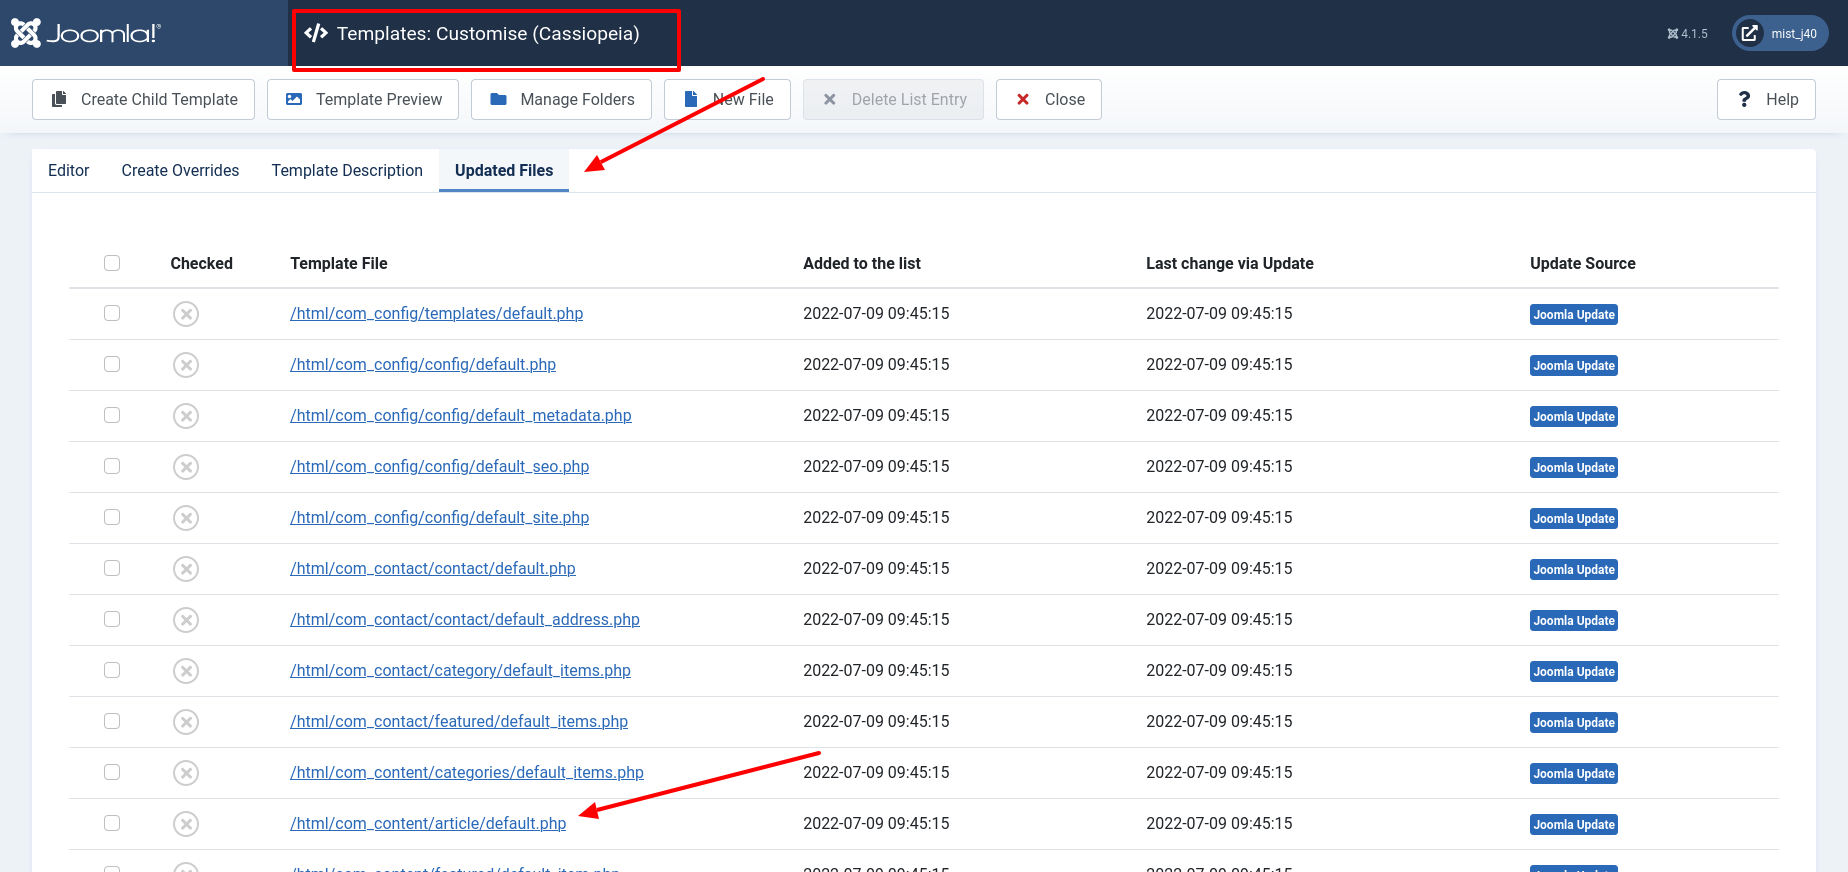 Joomla!® Templates: Customise (Cassiopeia) 4.1.5 mist_j40
Create Child Template Template Preview Manage Folders New File Delete List Entry Close ? Help
Editor Create Overrides Template Description Updated Files
Checked Template File Added to the list Last change via Update Update Source
/html/com_config/templates/default.php 2022-07-09 09:45:15 2022-07-09 09:45:15 Joomla Update
/html/com_config/config/default.php 2022-07-09 09:45:15 2022-07-09 09:45:15 Joomla Update
/html/com_config/config/default_metadata.php 2022-07-09 09:45:15 2022-07-09 09:45:15 Joomla Update
/html/com_config/config/default_seo.php 2022-07-09 09:45:15 2022-07-09 09:45:15 Joomla Update
/html/com_config/config/default_site.php 2022-07-09 09:45:15 2022-07-09 09:45:15 Joomla Update
/html/com_contact/contact/default.php 2022-07-09 09:45:15 2022-07-09 09:45:15 Joomla Update
/html/com_contact/contact/default_address.php 2022-07-09 09:45:15 2022-07-09 09:45:15 Joomla Update
/html/com_contact/category/default_items.php 2022-07-09 09:45:15 2022-07-09 09:45:15 Joomla Update
/html/com_contact/featured/default_items.php 2022-07-09 09:45:15 2022-07-09 09:45:15 Joomla Update
/html/com_content/categories/default_items.php 2022-07-09 09:45:15 2022-07-09 09:45:15 Joomla Update
/html/com_content/article/default.php 2022-07-09 09:45:15 2022-07-09 09:45:15 Joomla Update